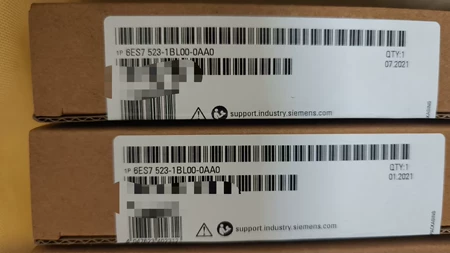 1P 6ES7 523-1BL00-0AA0
QTY:1
07.2021
support.industry.siemens.com
1P 6ES7 523-1BL00-0AA0
QTY:1
01.2021
support.industry.siemens.com